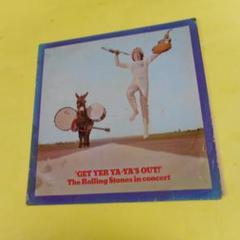 'GET YER YA-YA'S OUT!'
The Rolling Stones in concert